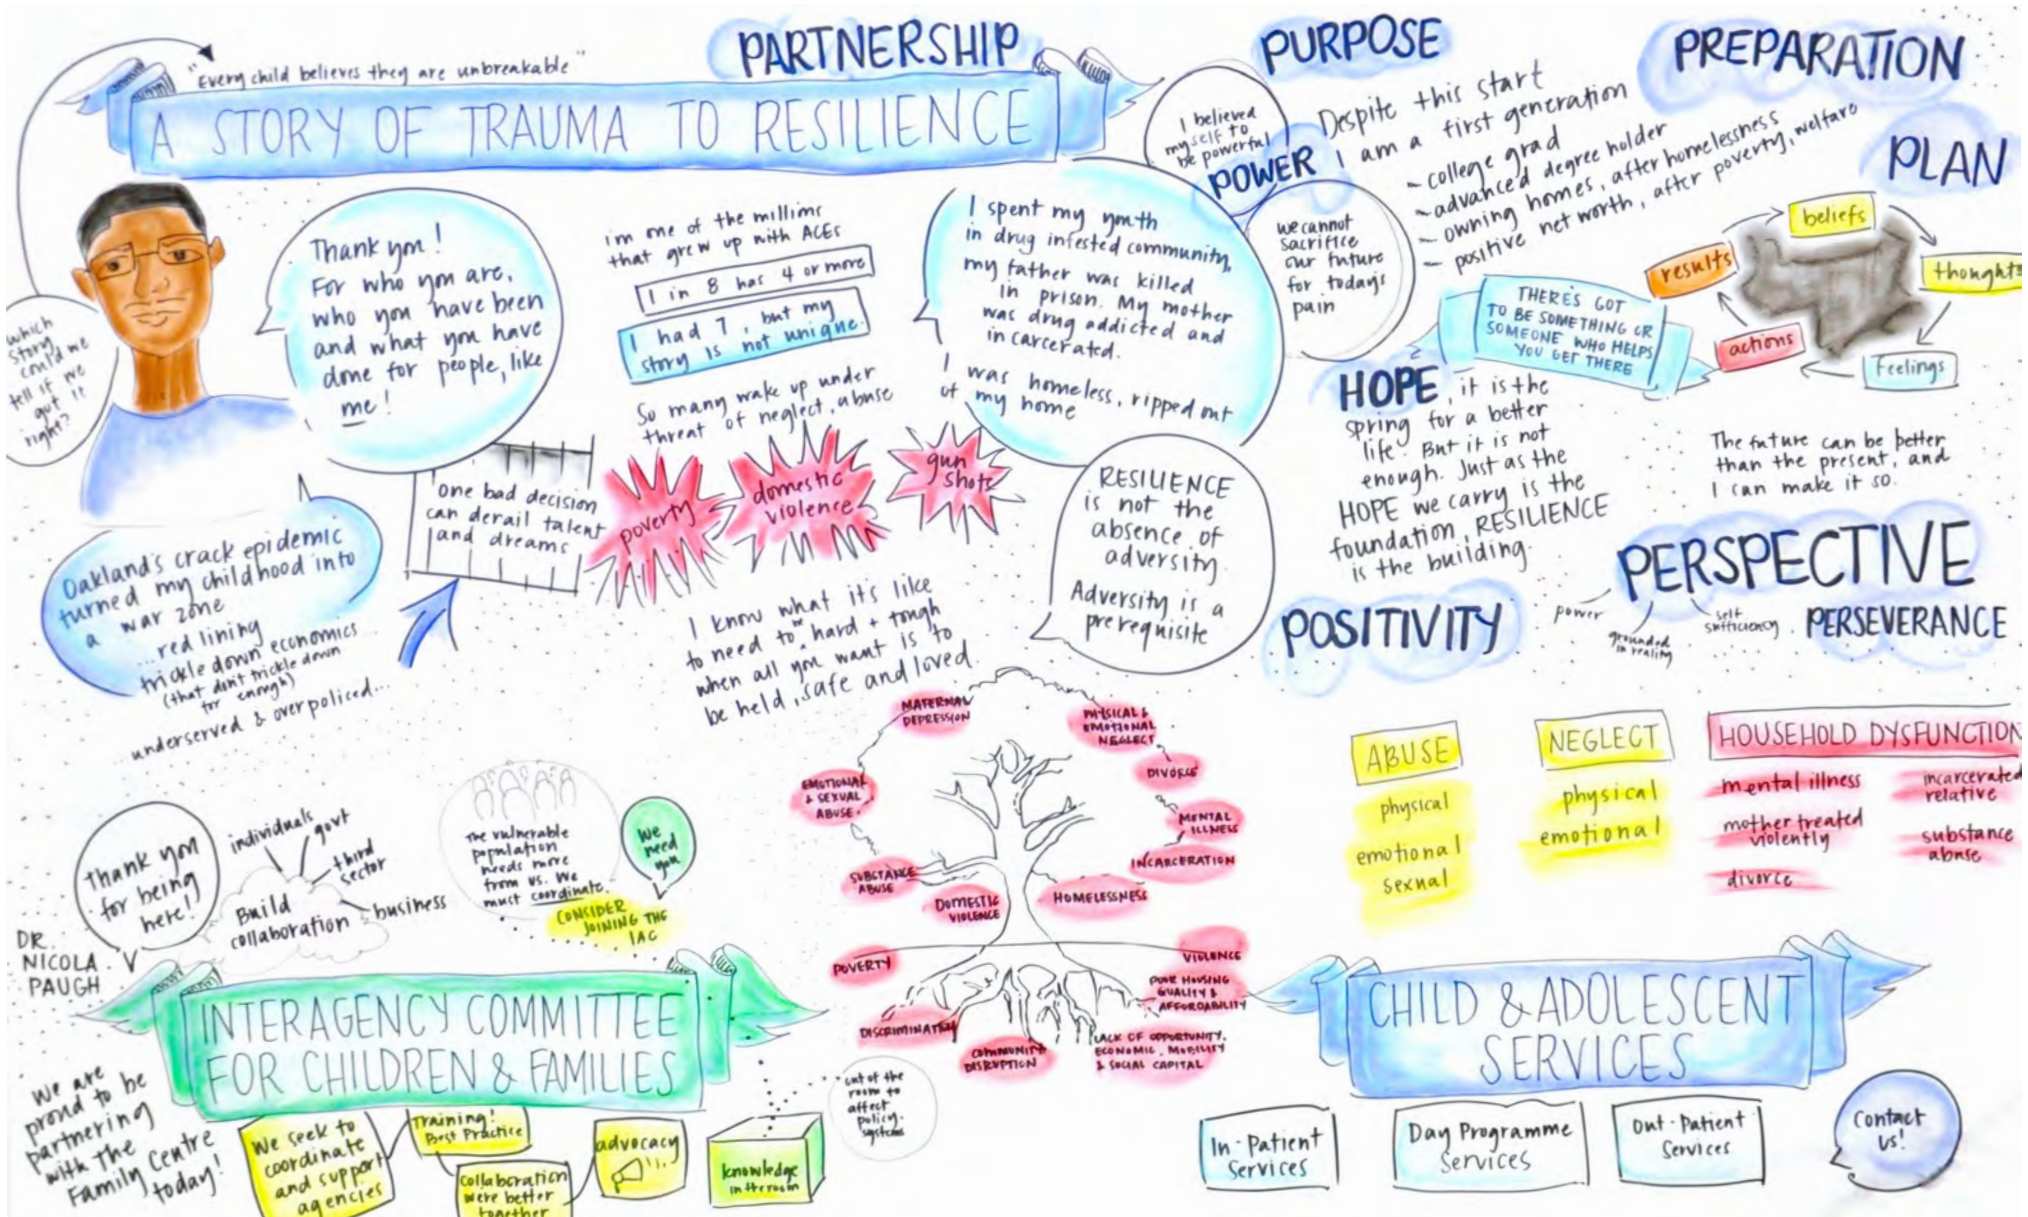 "Every child believes they are unbreakable"
A STORY OF TRAUMA TO RESILIENCE
PARTNERSHIP
which
story
could we
tell if we
got it
right?
Thank you!
For who you are,
who you have been
and what you have
done for people, like
me!
im one of the millims
that grew up with ACEs
1 in 8 has 4 or more
I had 7, but my
story is not unique.
So many wake up under
threat of neglect, abuse
poverty
domestic
violence
gun
shots
I spent my youth
in drug infested community,
my father was killed
in prison. My mother
was drug addicted and
incarcerated.
I was homeless, ripped out
of my home
one bad decision
can derail talent
and dreams
Oakland's crack epidemic
turned my childhood into
a war zone
...red lining
trickle down economics...
(that don't trickle down
for enough)
underserved & overpoliced...
I know what it's like
to need to be hard + tough
when all you want is to
be held, safe and loved
RESILIENCE
is not the
absence of
adversity.
Adversity is a
prerequisite
PURPOSE
I believed
myself to
be powerful
POWER
we cannot
sacrifice
our future
for todays
pain
Despite this start
I am a first generation
~ college grad
~ advanced degree holder
~ owning homes, after homelessness
~ positive net worth, after poverty, welfare
PREPARATION
PLAN
beliefs
thoughts
Feelings
actions
results
THERE'S GOT
TO BE SOMETHING OR
SOMEONE WHO HELPS
YOU GET THERE
HOPE, it is the
spring for a better
life. But it is not
enough. Just as the
HOPE we carry is the
foundation, RESILIENCE
is the building.
The future can be better
than the present, and
I can make it so.
POSITIVITY
PERSPECTIVE
power
grounded
in reality
self
sufficiency
PERSEVERANCE
MATERNAL
DEPRESSION
PHYSICAL &
EMOTIONAL
NEGLECT
EMOTIONAL
& SEXUAL
ABUSE
DIVORCE
MENTAL
ILLNESS
SUBSTANCE
ABUSE
INCARCERATION
DOMESTIC
VIOLENCE
HOMELESSNESS
POVERTY
VIOLENCE
POOR HOUSING
QUALITY &
AFFORDABILITY
DISCRIMINATION
COMMUNITY
DISRUPTION
LACK OF OPPORTUNITY,
ECONOMIC, MOBILITY
& SOCIAL CAPITAL
ABUSE
physical
emotional
sexual
NEGLECT
physical
emotional
HOUSEHOLD DYSFUNCTION
mental illness
mother treated
violently
divorce
incarcerated
relative
substance
abuse
Thank you
for being
here!
DR.
NICOLA
PAUGH
individuals
govt
third
sector
business
Build
collaboration
The vulnerable
population
needs more
from us. We
must coordinate.
We
need
you
CONSIDER
JOINING THE
IAC
INTERAGENCY COMMITTEE
FOR CHILDREN & FAMILIES
We are
proud to be
partnering
with the
Family Centre
today!
We seek to
coordinate
and support
agencies
Training!
Best Practice
Collaboration
were better
together
advocacy
knowledge
in the room
out of the
room to
affect
policy.
systems
CHILD & ADOLESCENT
SERVICES
In-Patient
Services
Day Programme
Services
Out-Patient
Services
Contact
us!